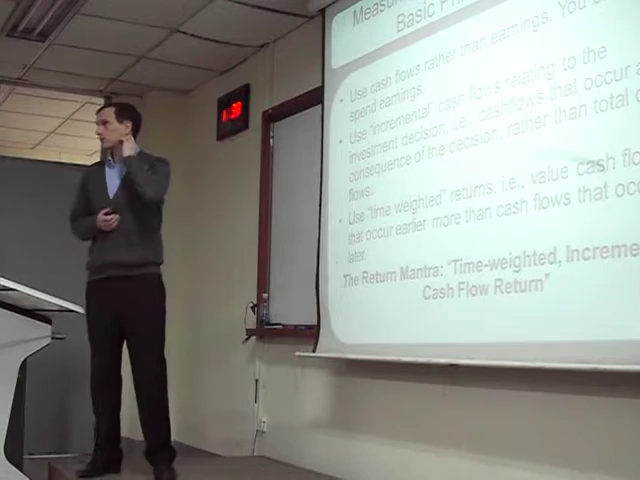 Measu
Basic P
• Use cash flows rather than earnings. You c
spend earnings.
• Use "incremental" cash flows relating to the
investment decision, i.e., cashflows that occur a
consequence of the decision, rather than total c
flows.
• Use "time weighted" returns, i.e., value cash flo
that occur earlier more than cash flows that occ
later.
The Return Mantra: "Time-weighted, Increme
Cash Flow Return"